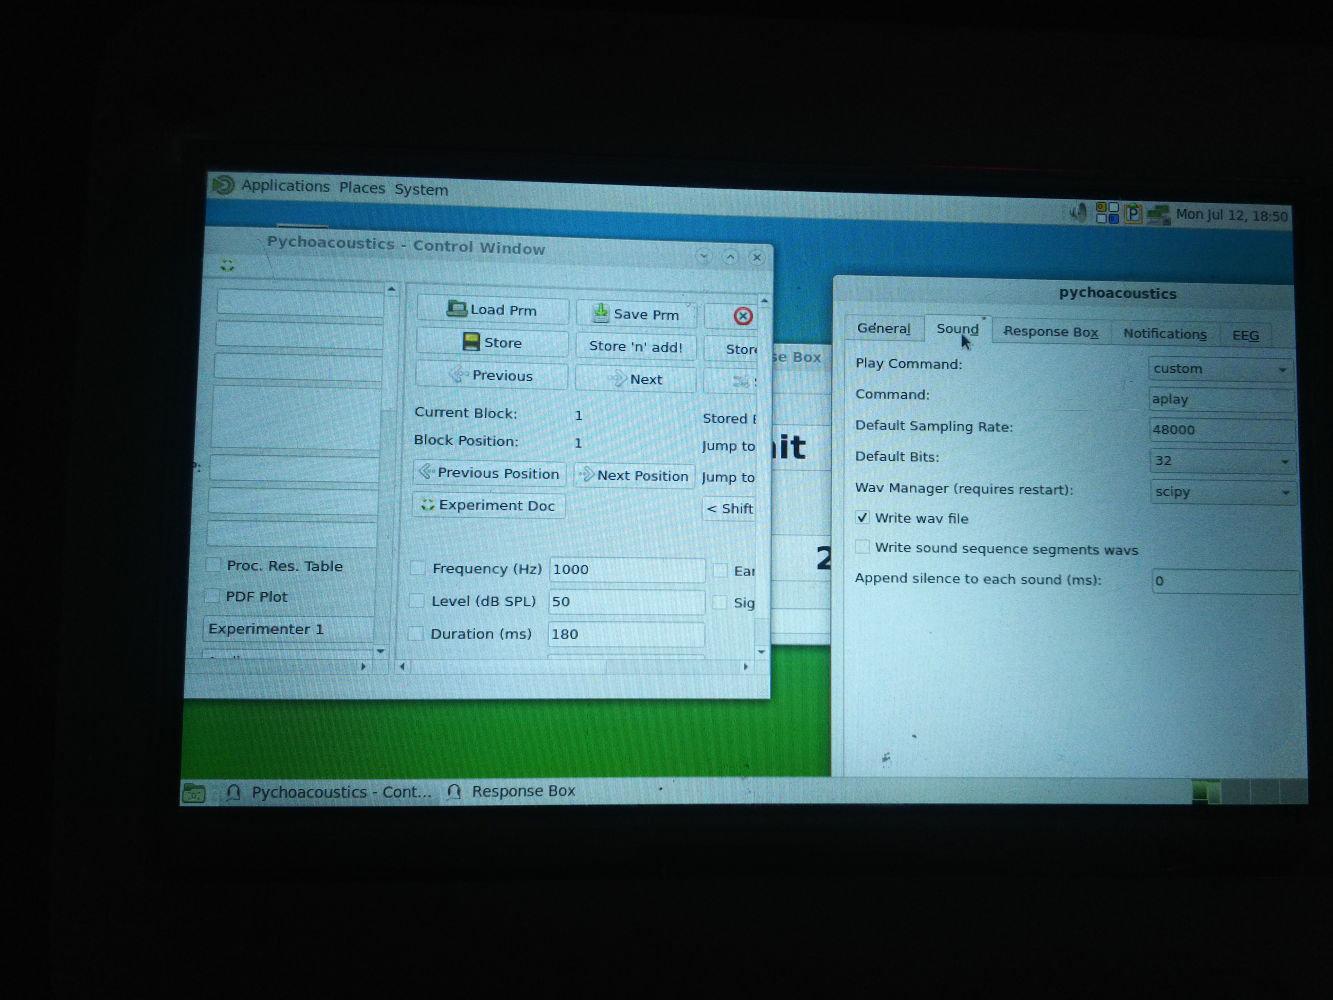 Applications Places System
P Mon Jul 12, 18:50
Pychoacoustics - Control Window
Load Prm Save Prm
Store Store 'n' add! Store
Previous Next
Current Block: 1 Stored
Block Position: 1 Jump to
Previous Position Next Position Jump to
Experiment Doc < Shift
Proc. Res. Table
PDF Plot
Experimenter 1
Frequency (Hz) 1000
Level (dB SPL) 50
Duration (ms) 180
Box
2
pychoacoustics
General Sound Response Box Notifications EEG
Play Command: custom
Command: aplay
Default Sampling Rate: 48000
Default Bits: 32
Wav Manager (requires restart): scipy
Write wav file
Write sound sequence segments wavs
Append silence to each sound (ms): 0
Pychoacoustics - Cont... Response Box